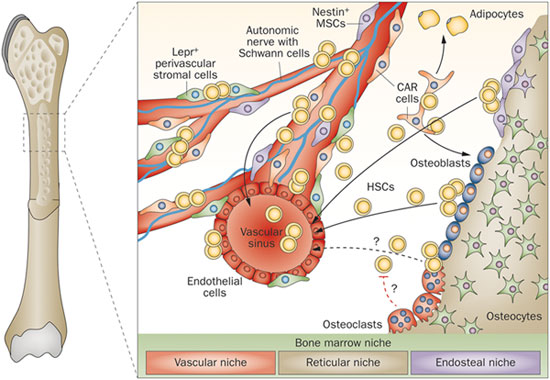 Nestin⁺
MSCs
Adipocytes
Autonomic
nerve with
Schwann cells
Lepr⁺
perivascular
stromal cells
CAR
cells
Osteoblasts
HSCs
Vascular
sinus
?
Endothelial
cells
?
Osteoclasts
Osteocytes
Bone marrow niche
Vascular niche
Reticular niche
Endosteal niche